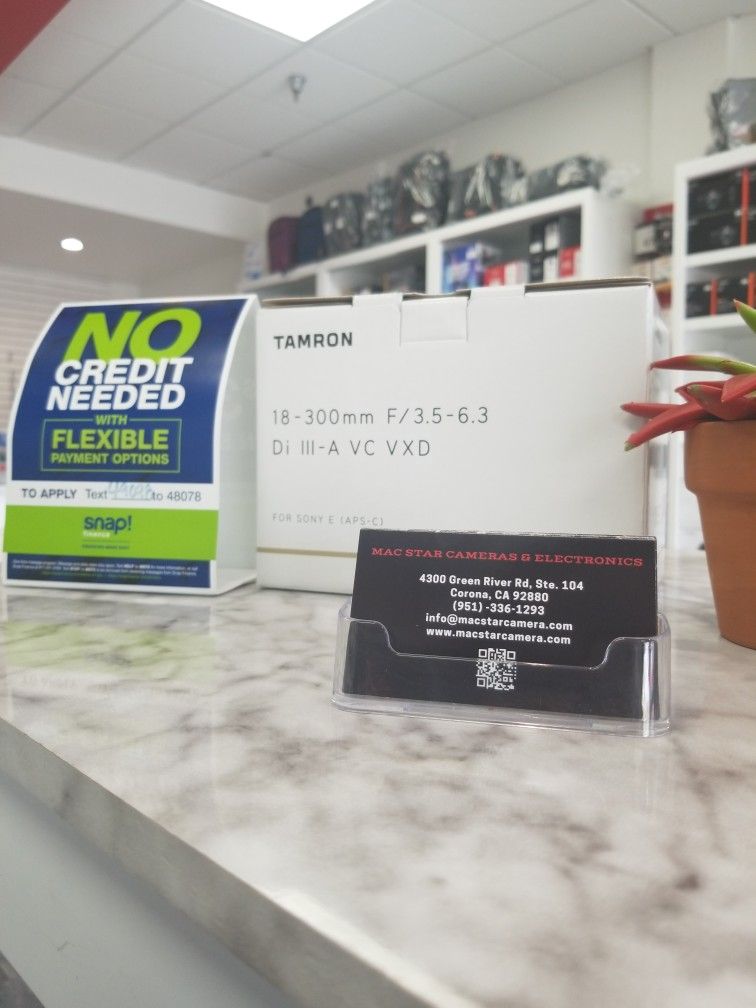 NO
CREDIT
NEEDED
WITH
FLEXIBLE
PAYMENT OPTIONS
TO APPLY Text to 48078
snap!
finance
TAMRON
18-300mm F/3.5-6.3
Di III-A VC VXD
FOR SONY E (APS-C)
MAC STAR CAMERAS & ELECTRONICS
4300 Green River Rd, Ste. 104
Corona, CA 92880
(951) -336-1293
info@macstarcamera.com
www.macstarcamera.com